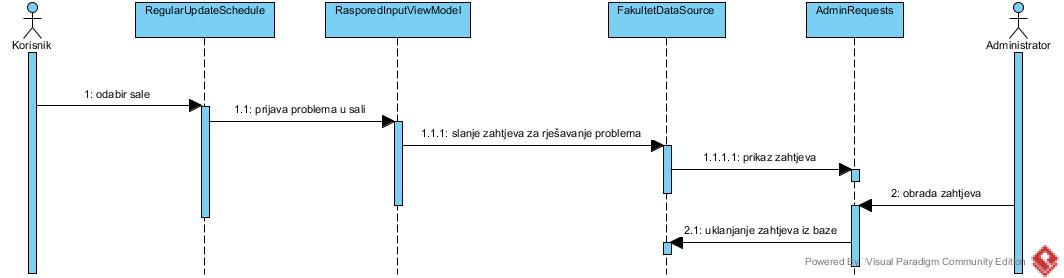 RegularUpdateSchedule
RasporedInputViewModel
FakultetDataSource
AdminRequests
Korisnik
Administrator
1: odabir sale
1.1: prijava problema u sali
1.1.1: slanje zahtjeva za rješavanje problema
1.1.1.1: prikaz zahtjeva
2: obrada zahtjeva
2.1: uklanjanje zahtjeva iz baze
Powered By Visual Paradigm Community Edition